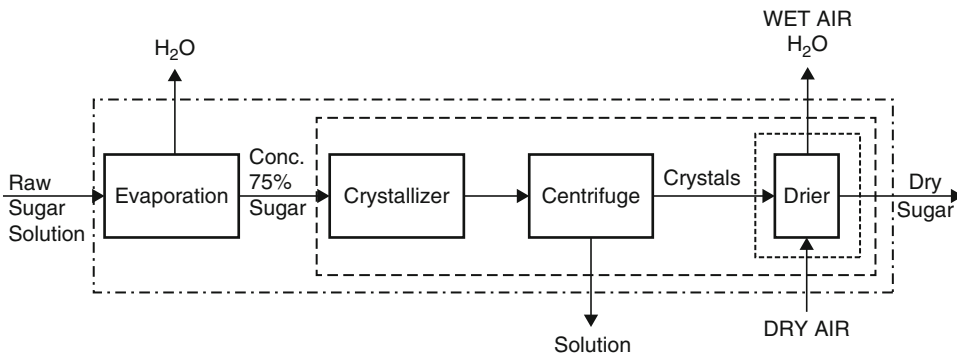 WET AIR
H₂O
H₂O
Raw
Sugar
Solution
Evaporation
Conc.
75%
Sugar
Crystallizer
Centrifuge
Crystals
Drier
Dry
Sugar
Solution
DRY AIR